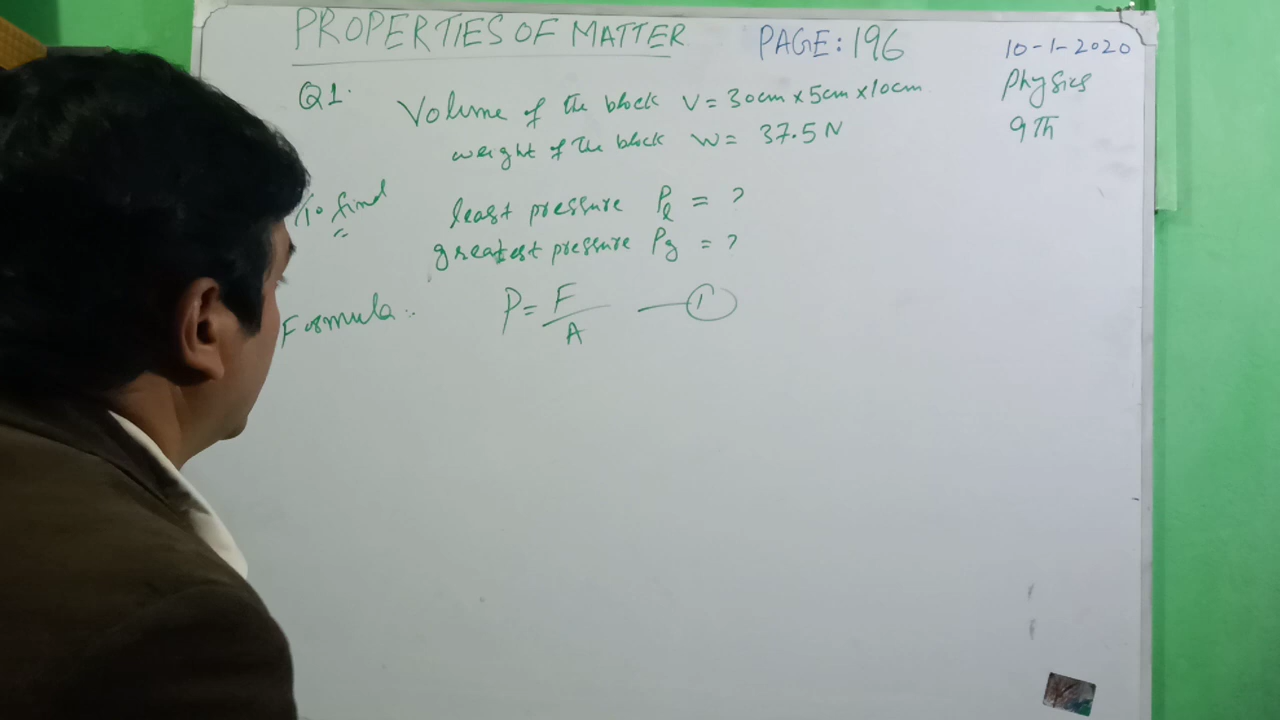 PROPERTIES OF MATTER PAGE: 196 10-1-2020
Q1. Volume of the block V = 30cm x 5cm x 10cm Physics
weight of the block w = 37.5 N 9Th
To find least pressure Pl = ?
greatest pressure Pg = ?
Formula:. P = F/A — 1